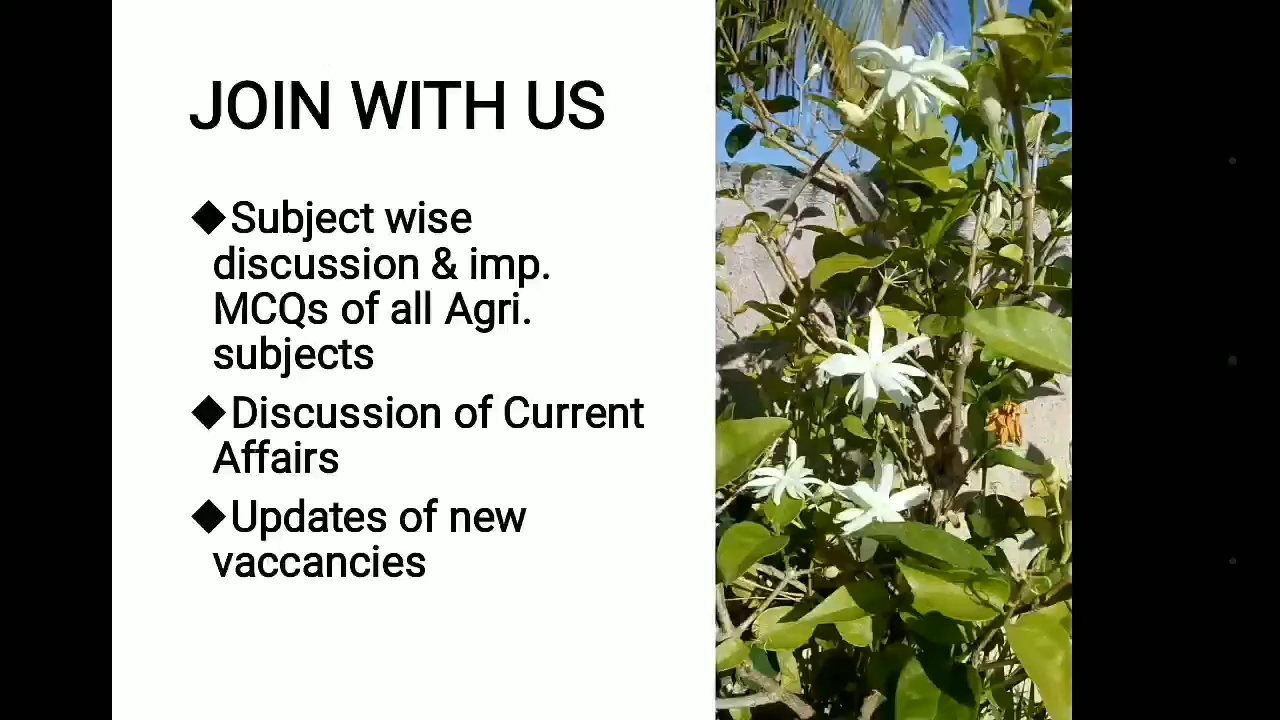 JOIN WITH US
◆Subject wise
discussion & imp.
MCQs of all Agri.
subjects
◆Discussion of Current
Affairs
◆Updates of new
vaccancies